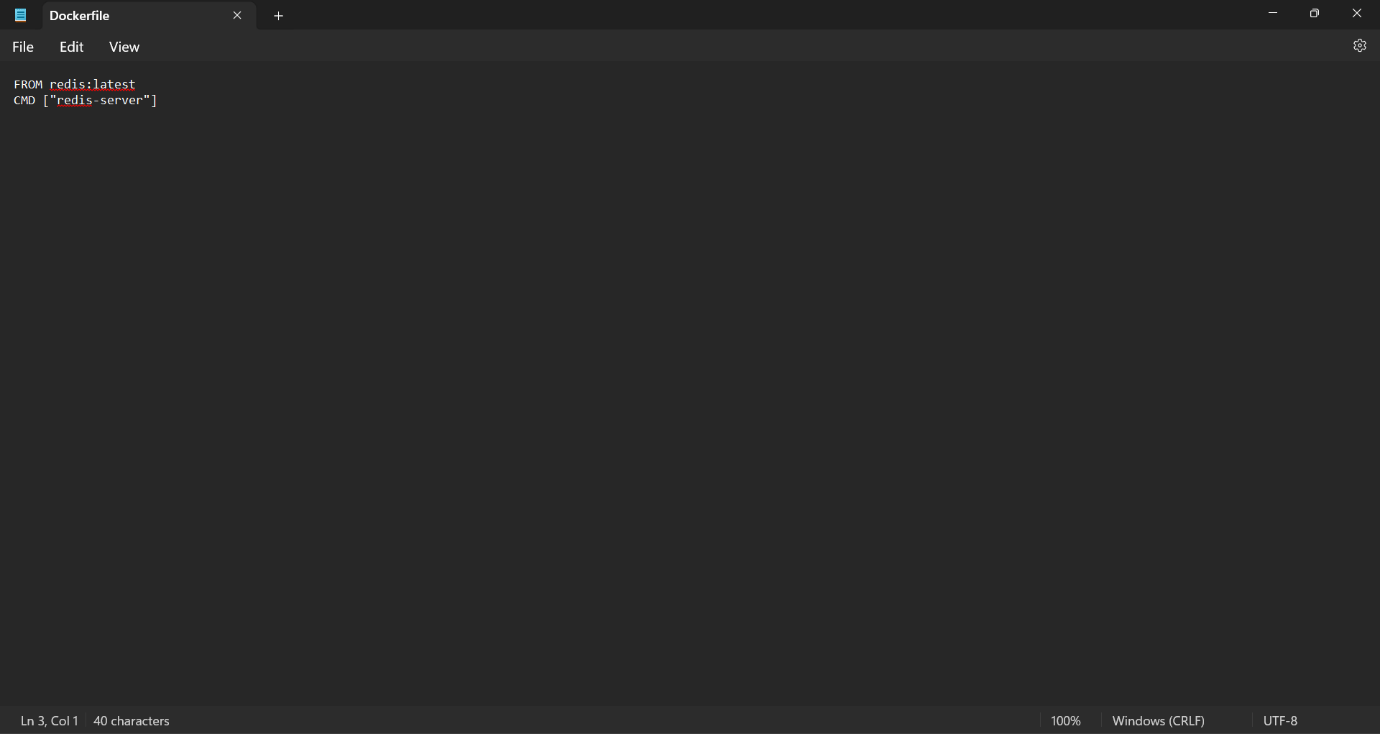 Dockerfile
File Edit View
FROM redis:latest
CMD ["redis-server"]
Ln 3, Col 1 40 characters 100% Windows (CRLF) UTF-8